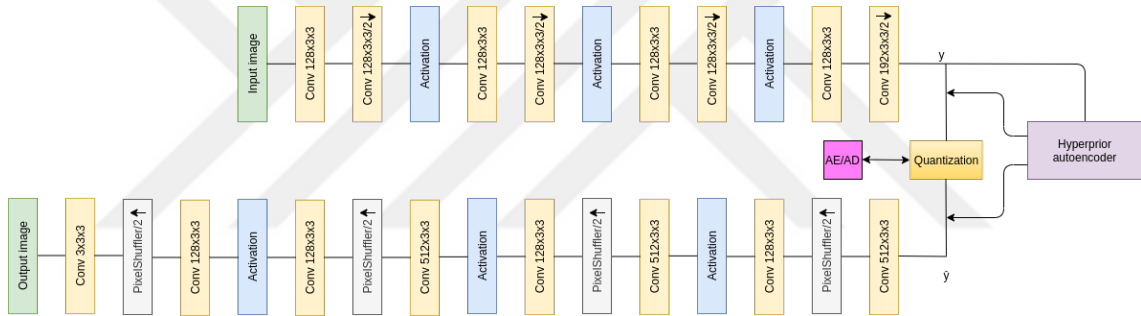 Input image
Conv 128x3x3
Conv 128x3x3/2↓
Activation
Conv 128x3x3
Conv 128x3x3/2↓
Activation
Conv 128x3x3
Conv 128x3x3/2↓
Activation
Conv 128x3x3
Conv 192x3x3/2↓
y
Hyperprior
autoencoder
AE/AD
Quantization
Output image
Conv 3x3x3
PixelShuffler/2↑
Conv 128x3x3
Activation
Conv 128x3x3
PixelShuffler/2↑
Conv 512x3x3
Activation
Conv 128x3x3
PixelShuffler/2↑
Conv 512x3x3
Activation
Conv 128x3x3
PixelShuffler/2↑
Conv 512x3x3
ŷ